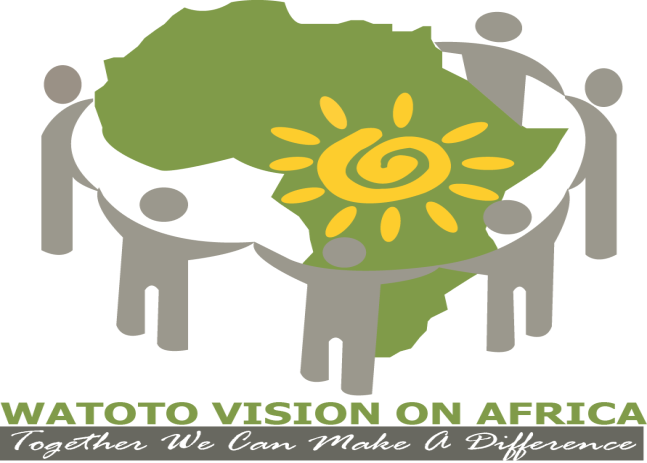 WATOTO VISION ON AFRICA
Together We Can Make A Difference